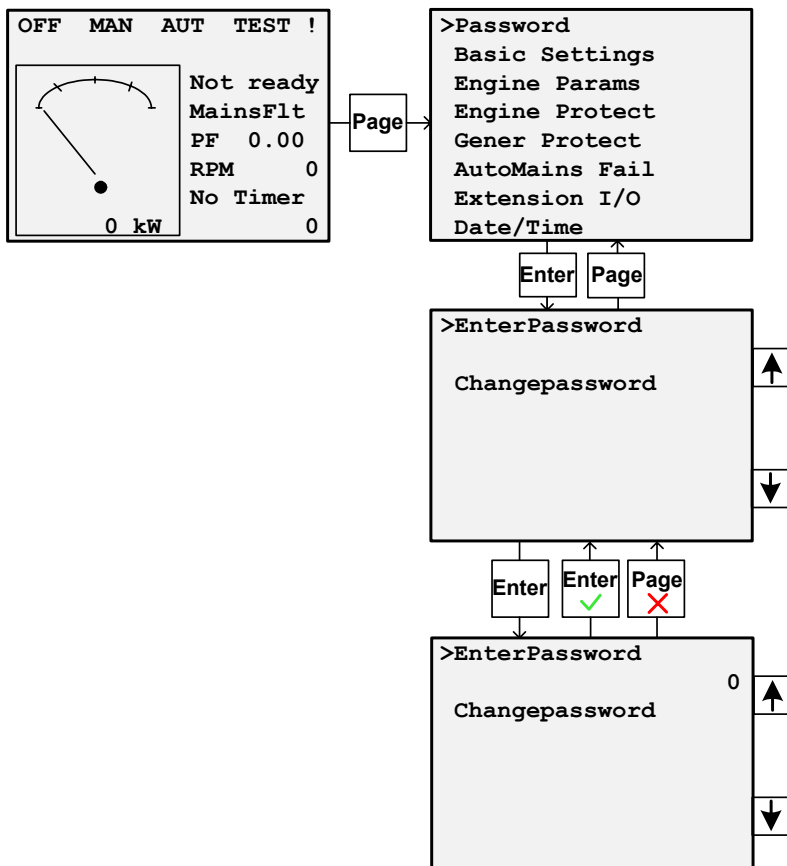 OFF MAN AUT TEST !
Not ready
MainsFlt
PF 0.00
RPM 0
No Timer
0 kW 0
Page
>Password
Basic Settings
Engine Params
Engine Protect
Gener Protect
AutoMains Fail
Extension I/O
Date/Time
Enter Page
>EnterPassword
Changepassword
Enter Enter Page
>EnterPassword
0
Changepassword